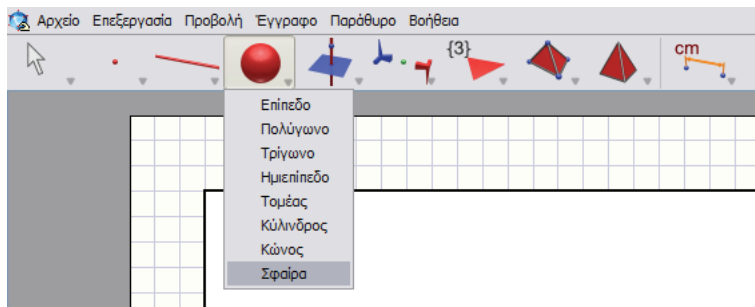 Αρχείο Επεξεργασία Προβολή Έγγραφο Παράθυρο Βοήθεια
{3} cm
Επίπεδο
Πολύγωνο
Τρίγωνο
Ημιεπίπεδο
Τομέας
Κύλινδρος
Κώνος
Σφαίρα